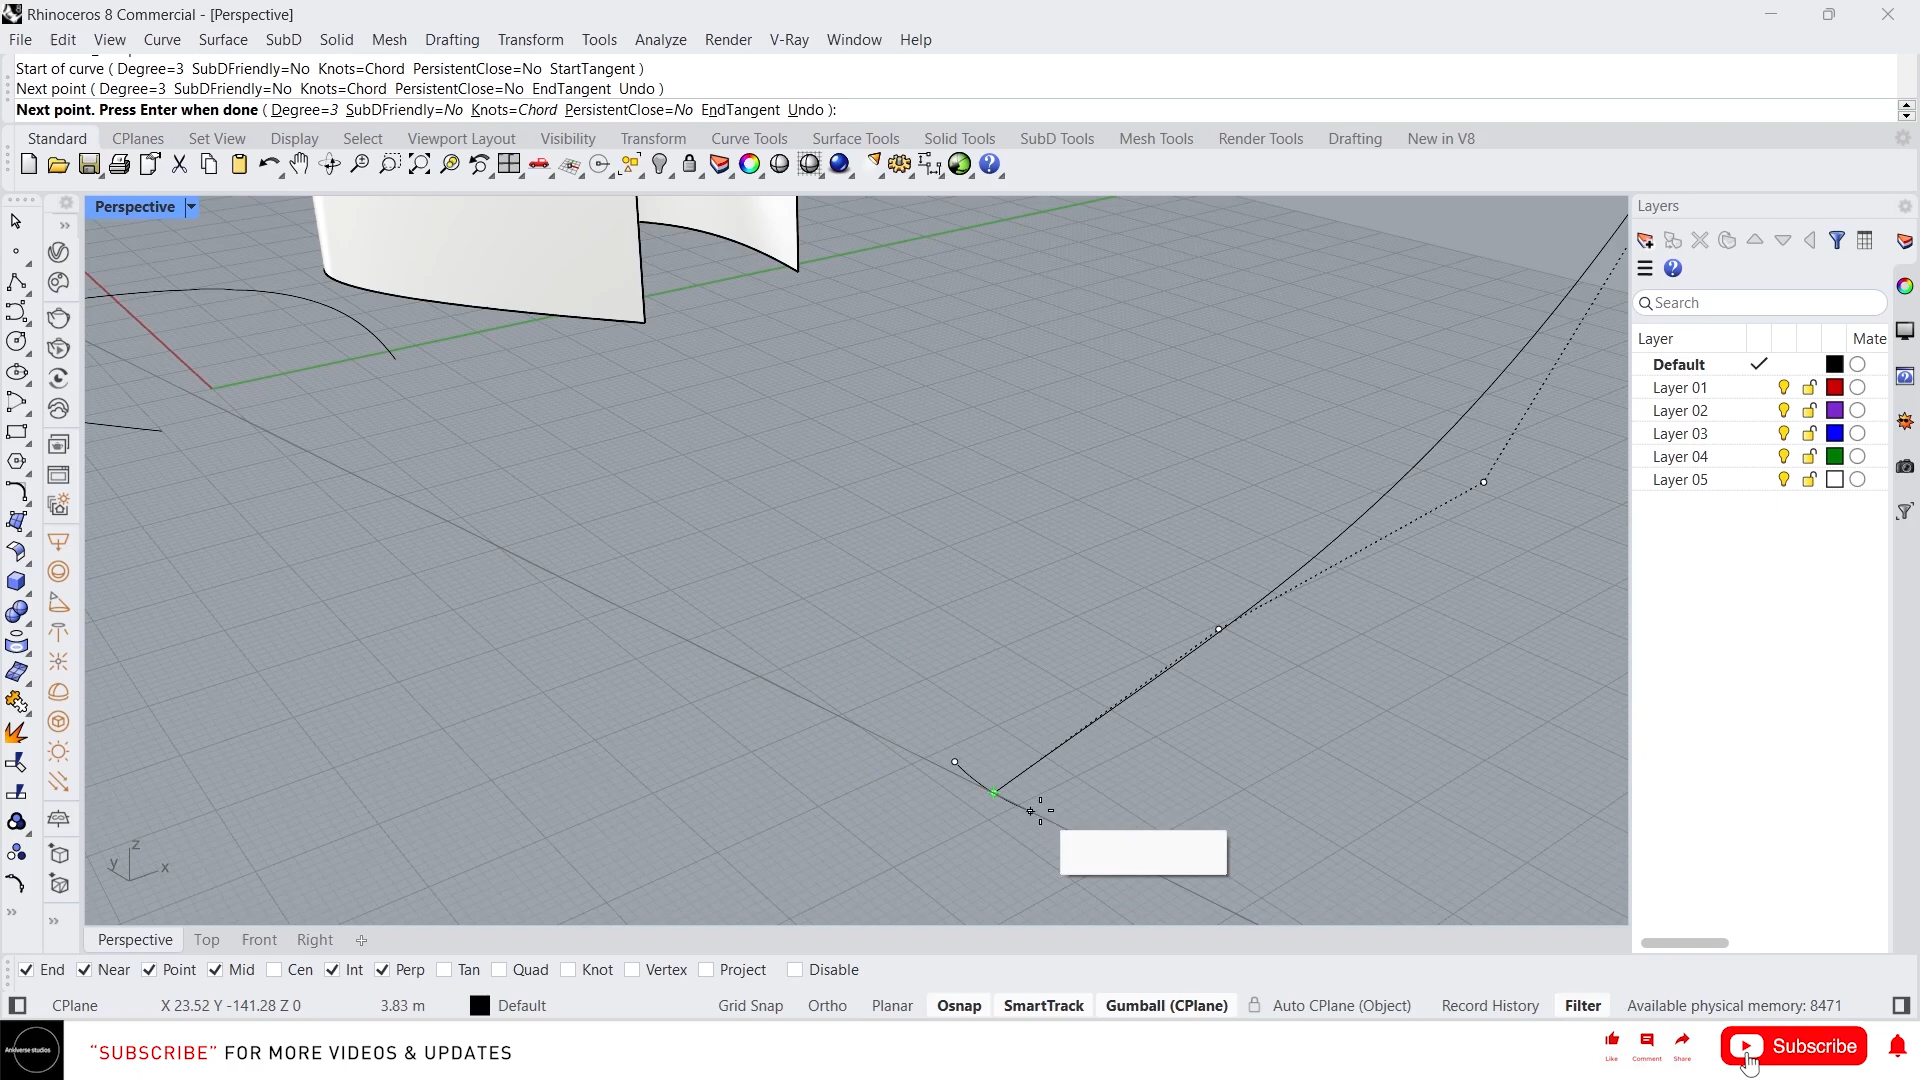 Rhinoceros 8 Commercial - [Perspective]
File Edit View Curve Surface SubD Solid Mesh Drafting Transform Tools Analyze Render V-Ray Window Help
Start of curve ( Degree=3 SubDFriendly=No Knots=Chord PersistentClose=No StartTangent )
Next point ( Degree=3 SubDFriendly=No Knots=Chord PersistentClose=No EndTangent Undo )
Next point. Press Enter when done ( Degree=3 SubDFriendly=No Knots=Chord PersistentClose=No EndTangent Undo ):
Standard CPlanes Set View Display Select Viewport Layout Visibility Transform Curve Tools Surface Tools Solid Tools SubD Tools Mesh Tools Render Tools Drafting New in V8
Perspective
Layers
Search
Layer Mate
Default
Layer 01
Layer 02
Layer 03
Layer 04
Layer 05
z
y x
Perspective Top Front Right
End Near Point Mid Cen Int Perp Tan Quad Knot Vertex Project Disable
CPlane X 23.52 Y -141.28 Z 0 3.83 m Default Grid Snap Ortho Planar Osnap SmartTrack Gumball (CPlane) Auto CPlane (Object) Record History Filter Available physical memory: 8471
"SUBSCRIBE" FOR MORE VIDEOS & UPDATES
Like Comment Share
Subscribe